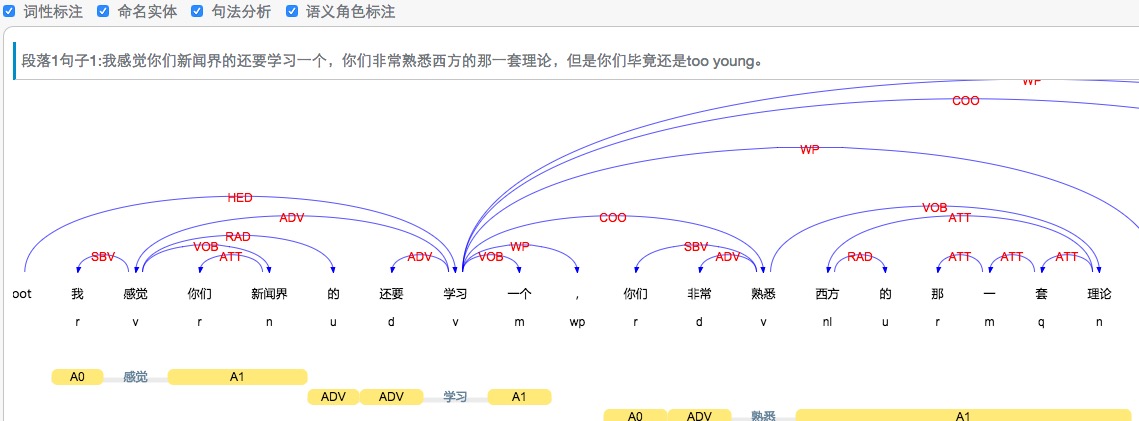 词性标注 命名实体 句法分析 语义角色标注
段落1句子1:我感觉你们新闻界的还要学习一个，你们非常熟悉西方的那一套理论，但是你们毕竟还是too young。
WP
COO
WP
HED
ADV COO VOB
ATT
RAD
VOB WP SBV
SBV ATT ADV VOB ADV RAD ATT ATT ATT
oot 我 感觉 你们 新闻界 的 还要 学习 一个 , 你们 非常 熟悉 西方 的 那 一 套 理论
r v r n u d v m wp r d v nl u r m q n
A0 感觉 A1
ADV ADV 学习 A1
A0 ADV 熟悉 A1